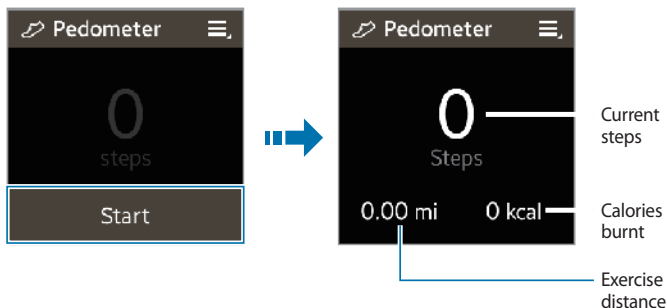 Pedometer
0
steps
Start
Pedometer
0
Steps
0.00 mi 0 kcal
Current
steps
Calories
burnt
Exercise
distance